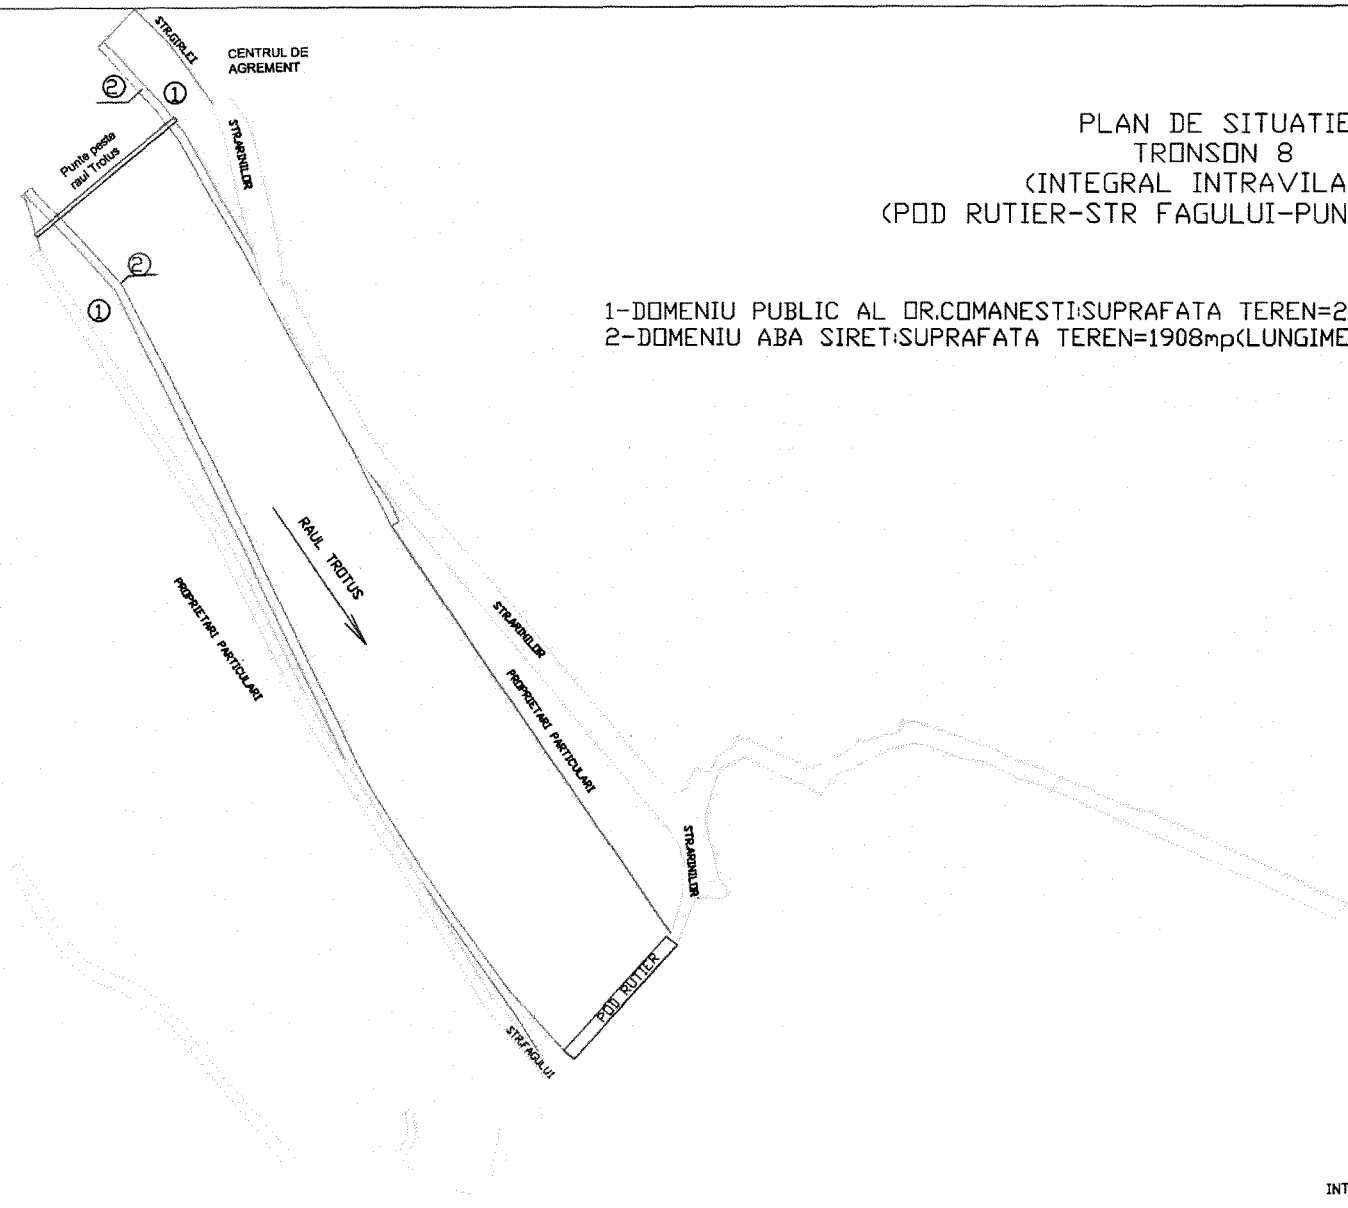 STR.GIRLEI
CENTRUL DE
AGREMENT
2
1
STR.ARINILOR
Punte peste
raul Trotus
PLAN DE SITUATIE
TRONSON 8
(INTEGRAL INTRAVILA
(POD RUTIER-STR FAGULUI-PUN
2
1
1-DOMENIU PUBLIC AL OR.COMANESTI:SUPRAFATA TEREN=2
2-DOMENIU ABA SIRET:SUPRAFATA TEREN=1908mp(LUNGIME
RAUL TROTUS
PROPRIETARI PARTICULARI
STR.ARINILOR
PROPRIETARI PARTICULARI
STR.ARINILOR
POD RUTIER
STR.FAGULUI
INT